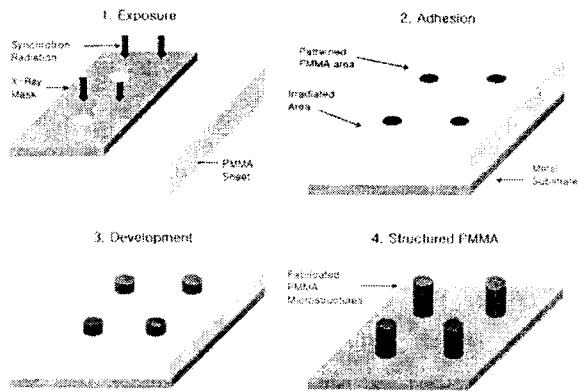 1. Exposure
Synchrotron
Radiation
X-Ray
Mask
PMMA
Sheet
2. Adhesion
Patterned
PMMA area
Irradiated
Area
Metal
Substrate
3. Development
4. Structured PMMA
Fabricated
PMMA
Microstructures